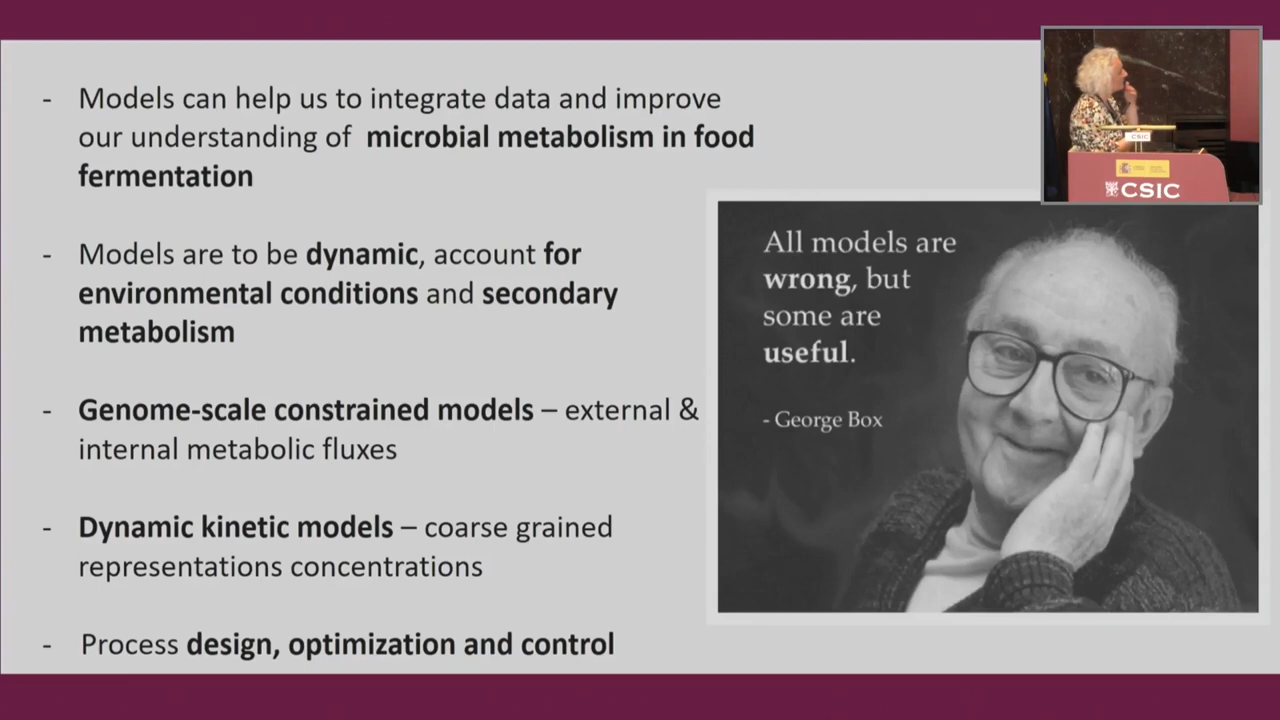 - Models can help us to integrate data and improve
our understanding of microbial metabolism in food
fermentation
- Models are to be dynamic, account for
environmental conditions and secondary
metabolism
- Genome-scale constrained models – external &
internal metabolic fluxes
- Dynamic kinetic models – coarse grained
representations concentrations
- Process design, optimization and control
All models are
wrong, but
some are
useful.
- George Box
CSIC
CSIC